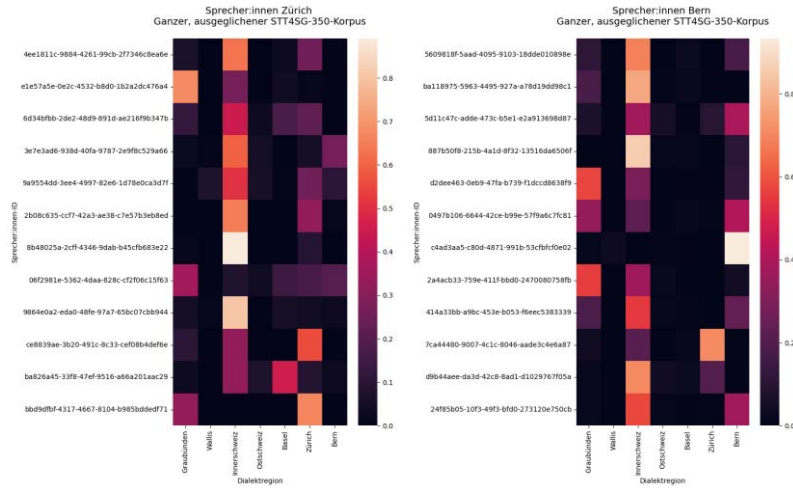 Sprecher:innen Zürich
Ganzer, ausgeglichener STT4SG-350-Korpus
Sprecher:innen-ID
4ee1811c-9884-4261-99cb-2f7346c8ea6e
e1e57a5e-0e2c-4532-b8d0-1b2a2dc476a4
6d34bfbb-2de2-48d9-891d-ae216f9b347b
3e7e3ad6-938d-40fa-9787-2e9f8c529a66
9a9554dd-3ee4-4997-82e6-1d78e0ca3d7f
2b08c635-ccf7-42a3-ae38-c7e57b3eb8ed
8b48025a-2cff-4346-9dab-b45cfb683e22
06f2981e-5362-4daa-828c-cf2f06c15f63
9864e0a2-eda0-48fe-97a7-65bc07cbb944
ce8839ae-3b20-491c-8c33-cef08b4def6e
ba826a45-33f8-47ef-9516-a66a201aac29
bbd9dfbf-4317-4667-8104-b985bddedf71
Graubünden
Wallis
Innerschweiz
Ostschweiz
Basel
Zürich
Bern
Dialektregion
0.8
0.7
0.6
0.5
0.4
0.3
0.2
0.1
0.0
Sprecher:innen Bern
Ganzer, ausgeglichener STT4SG-350-Korpus
Sprecher:innen-ID
5609818f-5aad-4095-9103-18dde010898e
ba118975-5963-4495-927a-a78d19dd98c1
5d11c47c-adde-473c-b5e1-e2a913698d87
887b50f8-215b-4a1d-8f32-13516da6506f
d2dee463-0eb9-47fa-b739-f1dccd8638f9
0497b106-6644-42ce-b99e-57f9a6c7fc81
c4ad3aa5-c80d-4871-991b-53cfbfcf0e02
2a4acb33-759e-411f-bbd0-2470080758fb
414a33bb-a9bc-453e-b053-f6eec5383339
7ca44480-9007-4c1c-8046-aade3c4e6a87
d9b44aee-da3d-42c8-8ad1-d1029767f05a
24f85b05-10f3-49f3-bfd0-273120e750cb
Graubünden
Wallis
Innerschweiz
Ostschweiz
Basel
Zürich
Bern
Dialektregion
0.8
0.6
0.4
0.2
0.0